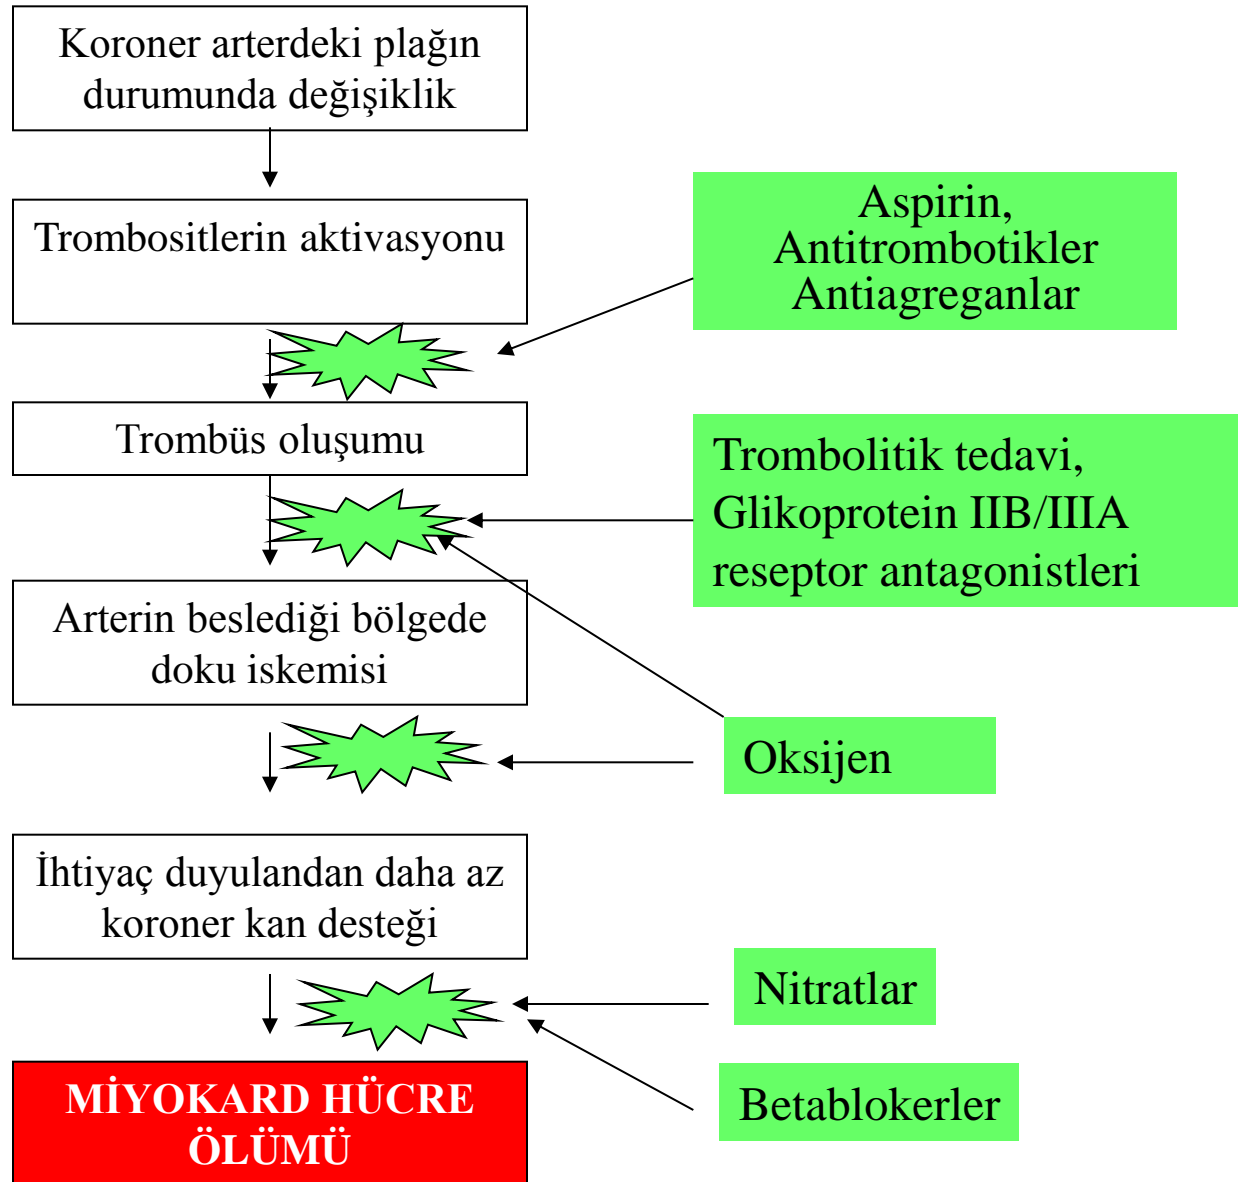 Koroner arterdeki plağın
durumunda değişiklik
Trombositlerin aktivasyonu
Aspirin,
Antitrombotikler
Antiagreganlar
Trombüs oluşumu
Trombolitik tedavi,
Glikoprotein IIB/IIIA
reseptor antagonistleri
Arterin beslediği bölgede
doku iskemisi
Oksijen
İhtiyaç duyulandan daha az
koroner kan desteği
Nitratlar
Betablokerler
MİYOKARD HÜCRE
ÖLÜMÜ